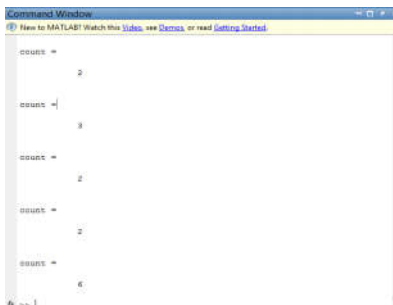 Command Window
New to MATLAB? Watch this Video, see Demos, or read Getting Started.
count =
2
count =
3
count =
2
count =
2
count =
6
>>